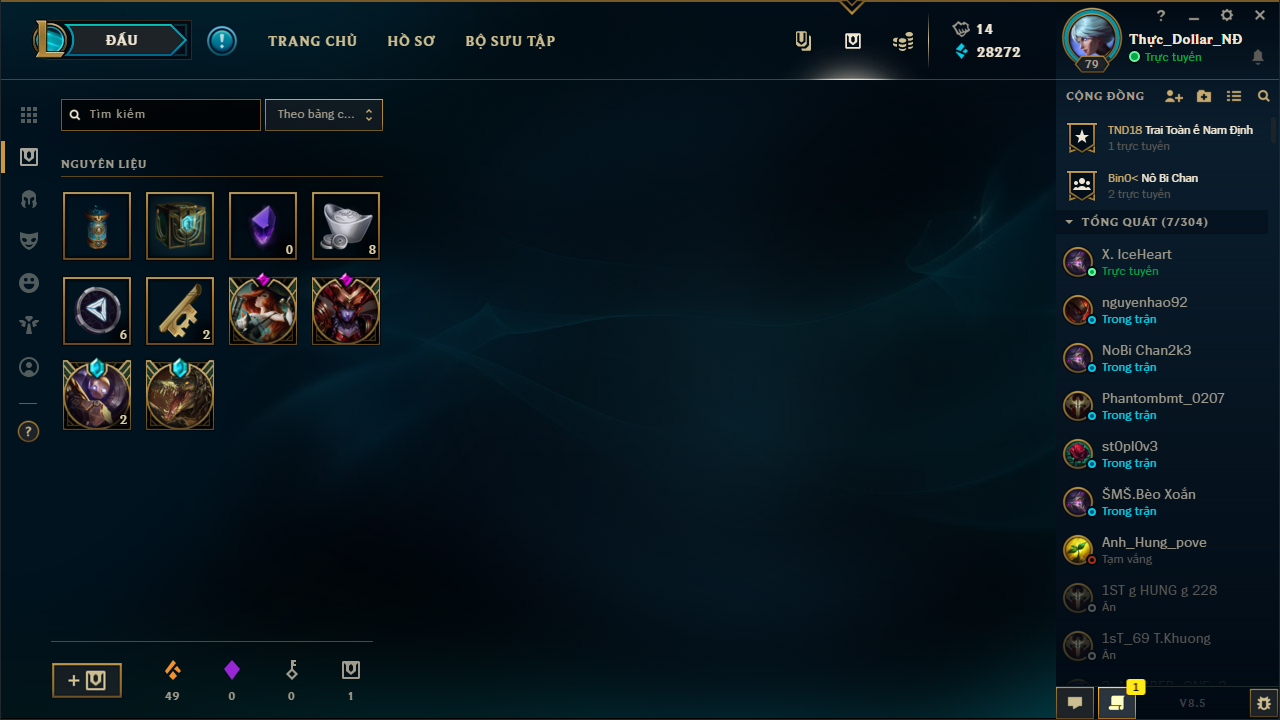 ĐẤU
TRANG CHỦ
HỒ SƠ
BỘ SƯU TẬP
14
28272
?
79
Thực_Dollar_NĐ
Trực tuyến
Tìm kiếm
Theo bảng c...
NGUYÊN LIỆU
0
8
6
2
2
?
49
0
0
1
CỘNG ĐỒNG
TND18 Trai Toàn ế Nam Định
1 trực tuyến
Bin0< Nô Bi Chan
2 trực tuyến
TỔNG QUÁT (7/304)
X. IceHeart
Trực tuyến
nguyenhao92
Trong trận
NoBi Chan2k3
Trong trận
Phantombmt_0207
Trong trận
st0pl0v3
Trong trận
ŠMŠ.Bèo Xoắn
Trong trận
Anh_Hung_pove
Tạm vắng
1ST g HUNG g 228
Ẩn
1sT_69 T.Khuong
Ẩn
1
V8.5